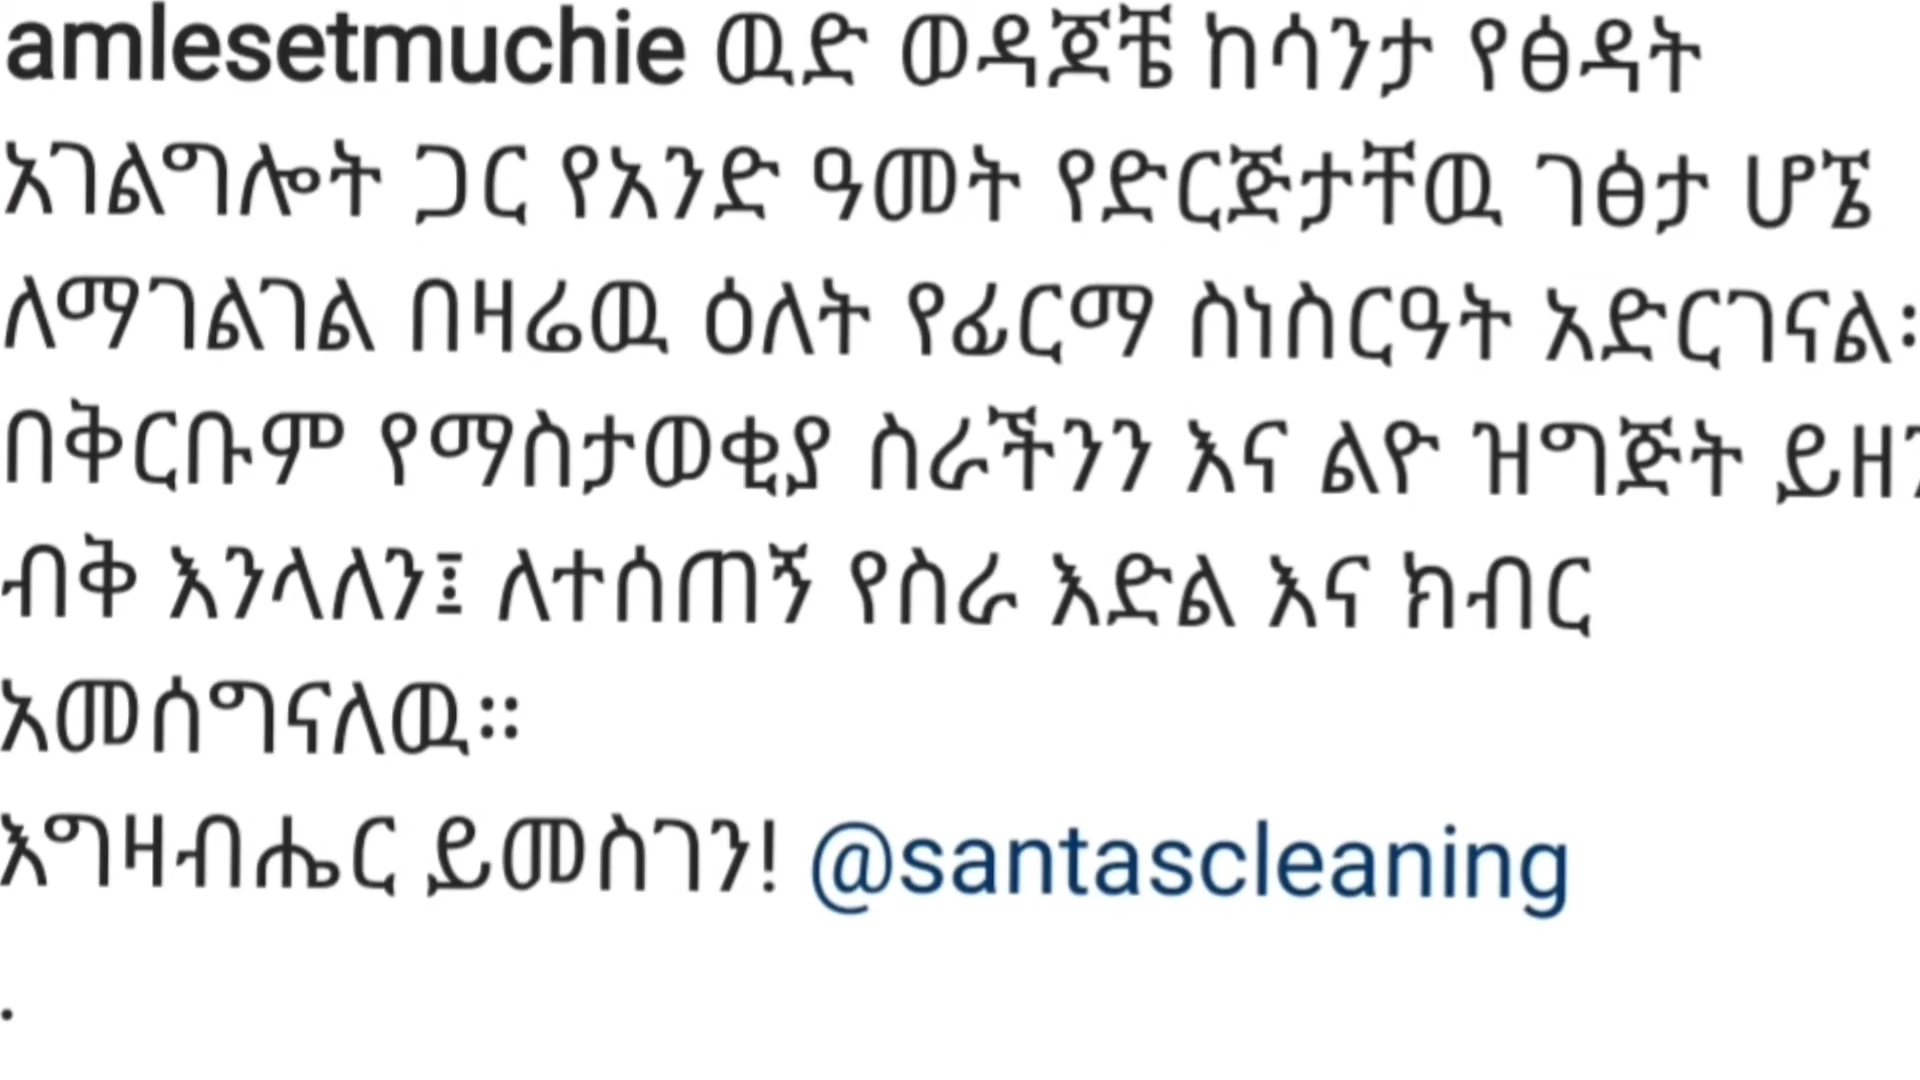 amlesetmuchie ዉድ ወዳጆቼ ከሳንታ የፅዳት
አገልግሎት ጋር የአንድ ዓመት የድርጅታቸዉ ገፅታ ሆኜ
ለማገልገል በዛሬዉ ዕለት የፊርማ ስነስርዓት አድርገናል፡
በቅርቡም የማስታወቂያ ስራችንን እና ልዮ ዝግጅት
ብቅ እንላለን፤ ለተሰጠኝ የስራ እድል እና ክብር
አመሰግናለዉ።
እግዛብሔር ይመስገን! @santascleaning
.